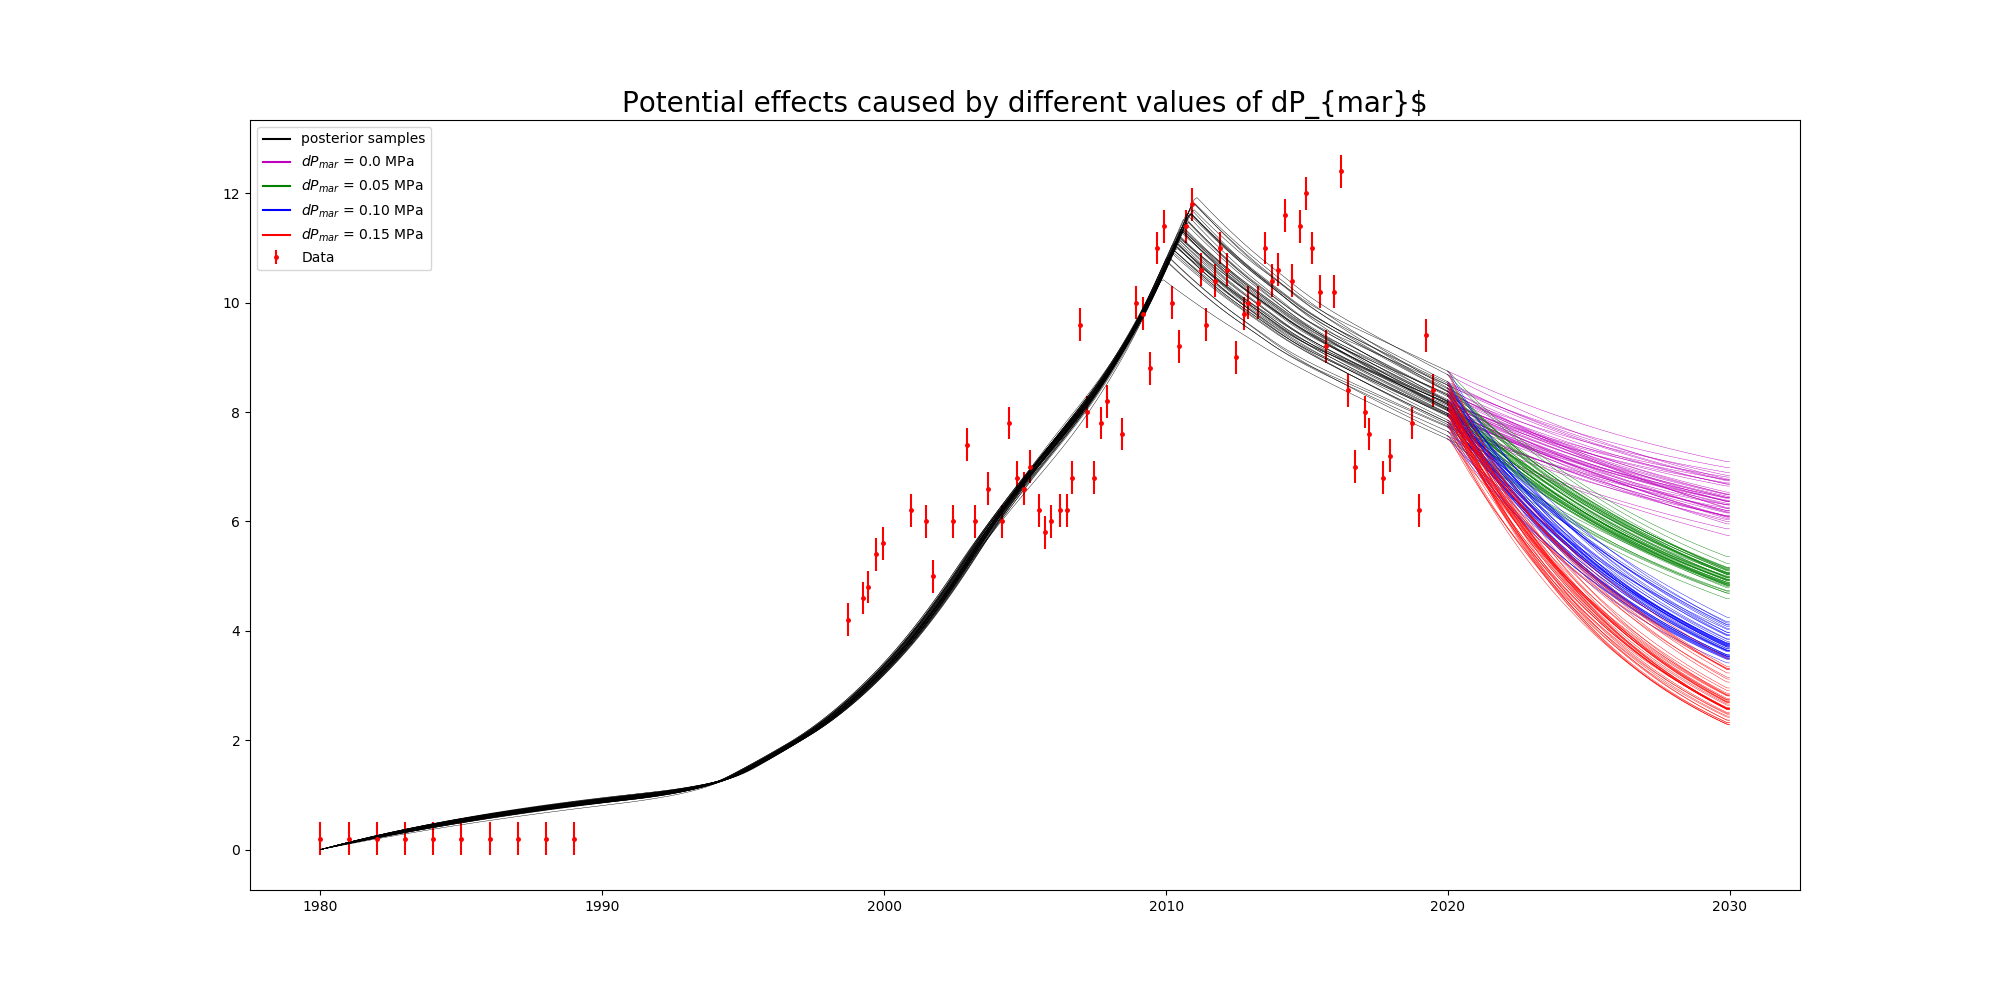 Potential effects caused by different values of dP_{mar}$
posterior samples
dPmar = 0.0 MPa
dPmar = 0.05 MPa
dPmar = 0.10 MPa
dPmar = 0.15 MPa
Data
12
10
8
6
4
2
0
1980 1990 2000 2010 2020 2030